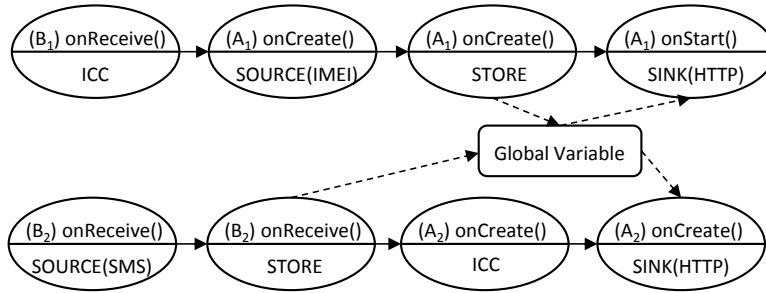 (B₁) onReceive()
ICC
(A₁) onCreate()
SOURCE(IMEI)
(A₁) onCreate()
STORE
(A₁) onStart()
SINK(HTTP)
Global Variable
(B₂) onReceive()
SOURCE(SMS)
(B₂) onReceive()
STORE
(A₂) onCreate()
ICC
(A₂) onCreate()
SINK(HTTP)